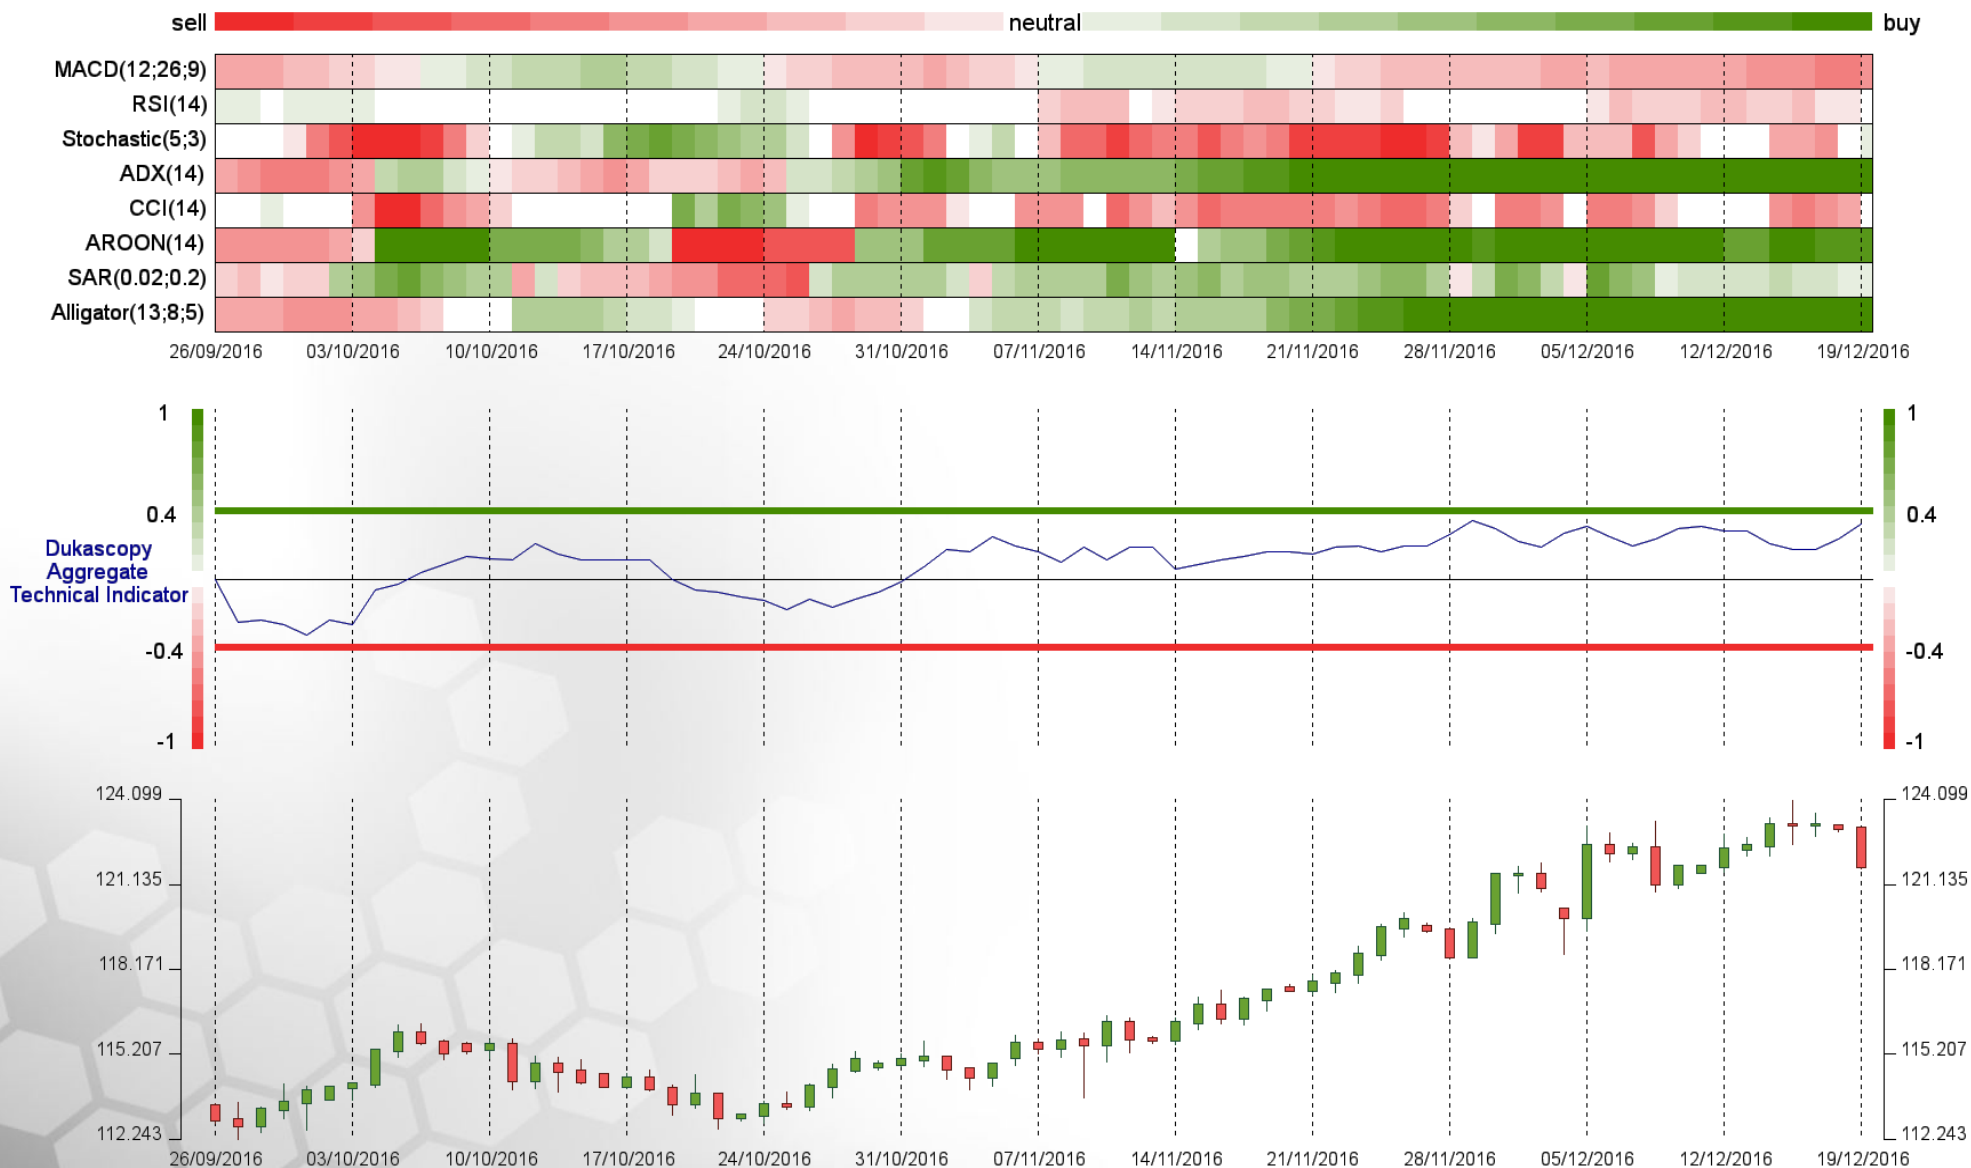 sell neutral buy
MACD(12;26;9)
RSI(14)
Stochastic(5;3)
ADX(14)
CCI(14)
AROON(14)
SAR(0.02;0.2)
Alligator(13;8;5)
26/09/2016 03/10/2016 10/10/2016 17/10/2016 24/10/2016 31/10/2016 07/11/2016 14/11/2016 21/11/2016 28/11/2016 05/12/2016 12/12/2016 19/12/2016
1 1
0.4 0.4
Dukascopy
Aggregate
Technical Indicator
-0.4 -0.4
-1 -1
124.099 124.099
121.135 121.135
118.171 118.171
115.207 115.207
112.243 112.243
26/09/2016 03/10/2016 10/10/2016 17/10/2016 24/10/2016 31/10/2016 07/11/2016 14/11/2016 21/11/2016 28/11/2016 05/12/2016 12/12/2016 19/12/2016